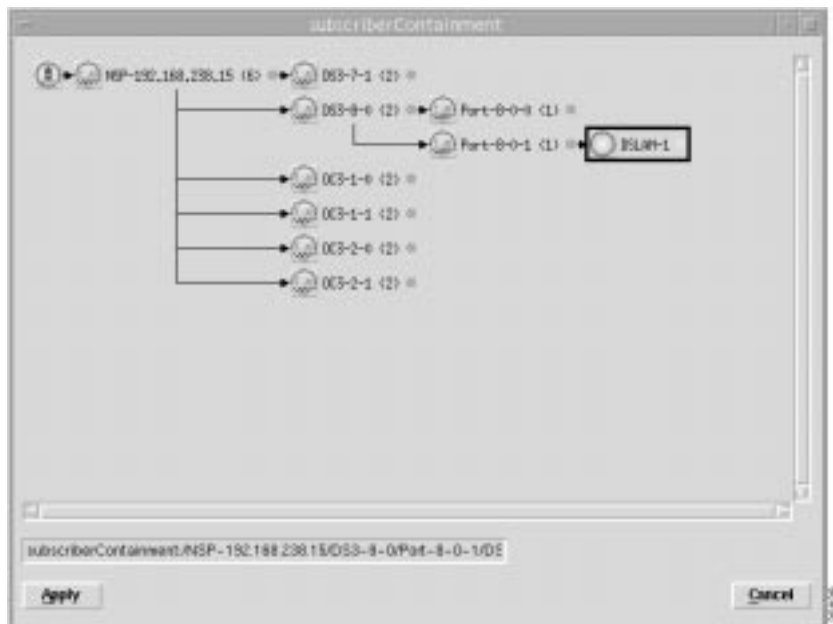 subscriberContainment
NSP-192.168.238.15 (6)
DS3-7-1 (2)
DS3-8-0 (2)
Port-8-0-0 (1)
Port-8-0-1 (1)
DSLAM-1
OC3-1-0 (2)
OC3-1-1 (2)
OC3-2-0 (2)
OC3-2-1 (2)
subscriberContainment:/NSP-192.168.238.15/DS3-8-0/Port-8-0-1/DS
Apply
Cancel